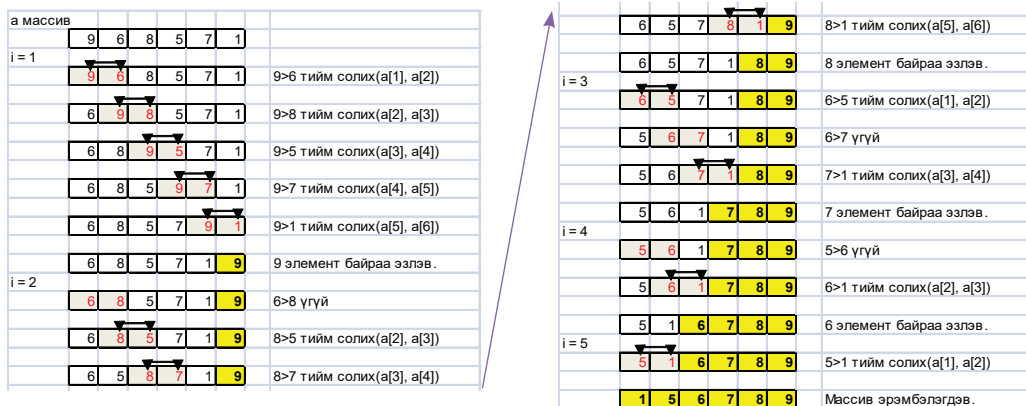 a массив
9 6 8 5 7 1
i = 1
9 6 8 5 7 1 9>6 тийм солих(a[1], a[2])
6 9 8 5 7 1 9>8 тийм солих(a[2], a[3])
6 8 9 5 7 1 9>5 тийм солих(a[3], a[4])
6 8 5 9 7 1 9>7 тийм солих(a[4], a[5])
6 8 5 7 9 1 9>1 тийм солих(a[5], a[6])
6 8 5 7 1 9 9 элемент байраа эзлэв.
i = 2
6 8 5 7 1 9 6>8 үгүй
6 8 5 7 1 9 8>5 тийм солих(a[2], a[3])
6 5 8 7 1 9 8>7 тийм солих(a[3], a[4])
6 5 7 8 1 9 8>1 тийм солих(a[5], a[6])
6 5 7 1 8 9 8 элемент байраа эзлэв.
i = 3
6 5 7 1 8 9 6>5 тийм солих(a[1], a[2])
5 6 7 1 8 9 6>7 үгүй
5 6 7 1 8 9 7>1 тийм солих(a[3], a[4])
5 6 1 7 8 9 7 элемент байраа эзлэв.
i = 4
5 6 1 7 8 9 5>6 үгүй
5 6 1 7 8 9 6>1 тийм солих(a[2], a[3])
5 1 6 7 8 9 6 элемент байраа эзлэв.
i = 5
5 1 6 7 8 9 5>1 тийм солих(a[1], a[2])
1 5 6 7 8 9 Массив эрэмбэлэгдэв.